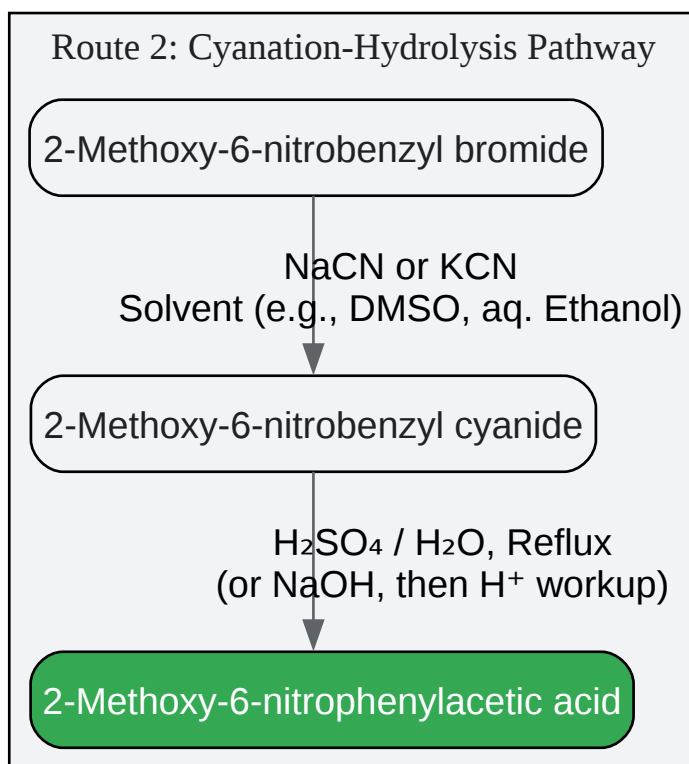 Route 2: Cyanation-Hydrolysis Pathway
2-Methoxy-6-nitrobenzyl bromide
NaCN or KCN
Solvent (e.g., DMSO, aq. Ethanol)
2-Methoxy-6-nitrobenzyl cyanide
H₂SO₄ / H₂O, Reflux
(or NaOH, then H⁺ workup)
2-Methoxy-6-nitrophenylacetic acid